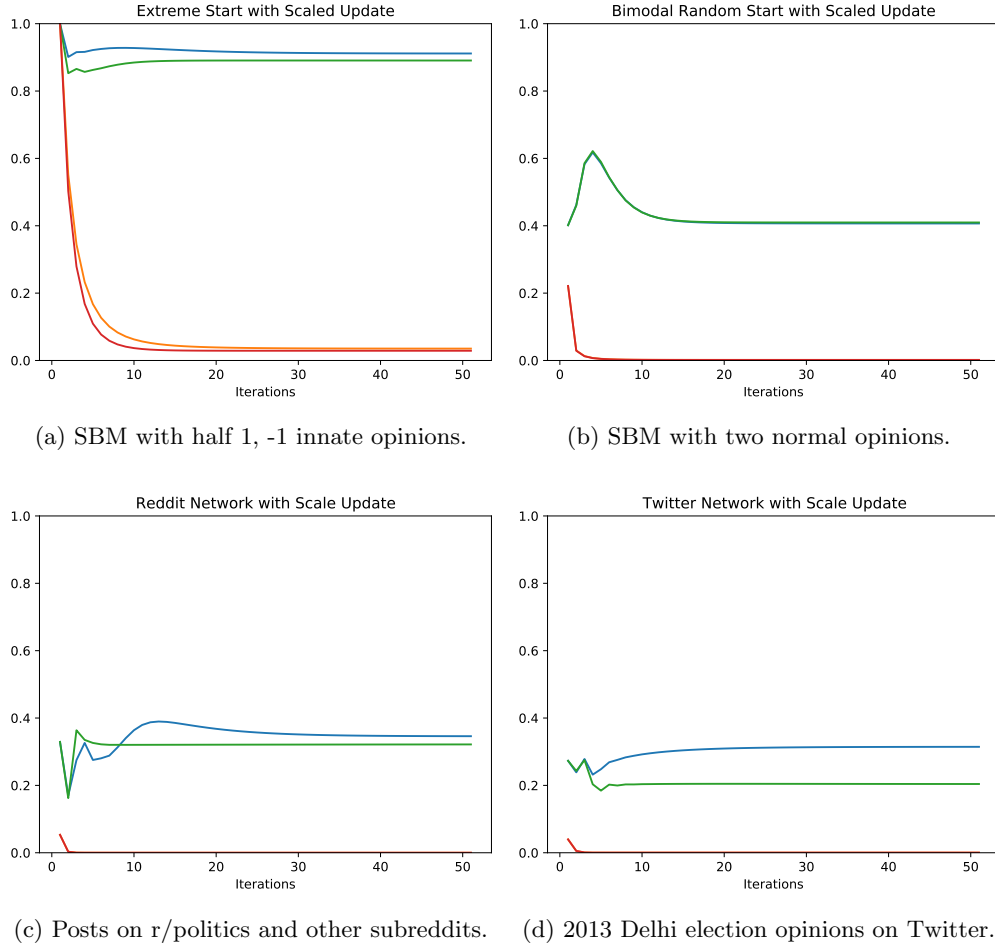 Extreme Start with Scaled Update
1.0
0.8
0.6
0.4
0.2
0.0
0 10 20 30 40 50
Iterations
(a) SBM with half 1, -1 innate opinions.
Bimodal Random Start with Scaled Update
1.0
0.8
0.6
0.4
0.2
0.0
0 10 20 30 40 50
Iterations
(b) SBM with two normal opinions.
Reddit Network with Scale Update
1.0
0.8
0.6
0.4
0.2
0.0
0 10 20 30 40 50
Iterations
(c) Posts on r/politics and other subreddits.
Twitter Network with Scale Update
1.0
0.8
0.6
0.4
0.2
0.0
0 10 20 30 40 50
Iterations
(d) 2013 Delhi election opinions on Twitter.